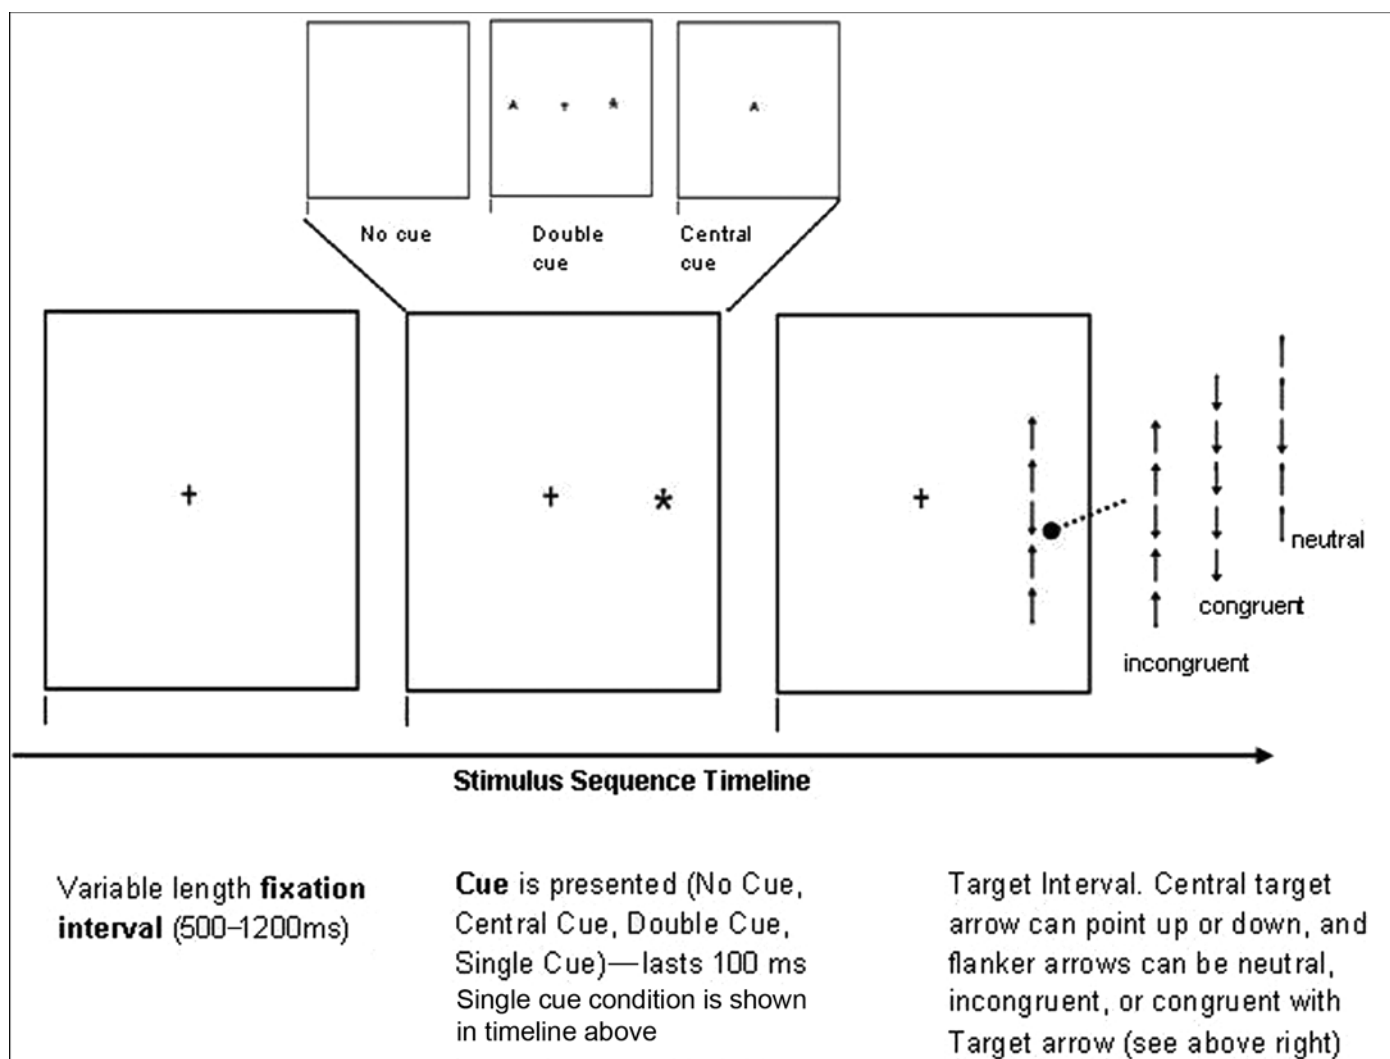 No cue
Double
cue
Central
cue
neutral
congruent
incongruent
Stimulus Sequence Timeline
Variable length fixation
interval (500–1200ms)
Cue is presented (No Cue,
Central Cue, Double Cue,
Single Cue)—lasts 100 ms
Single cue condition is shown
in timeline above
Target Interval. Central target
arrow can point up or down, and
flanker arrows can be neutral,
incongruent, or congruent with
Target arrow (see above right)